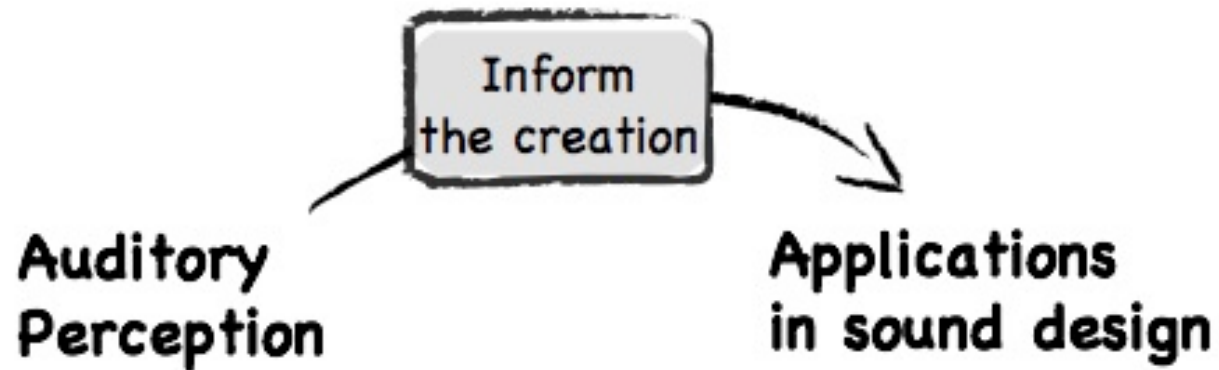 Inform
the creation
Auditory
Perception
Applications
in sound design